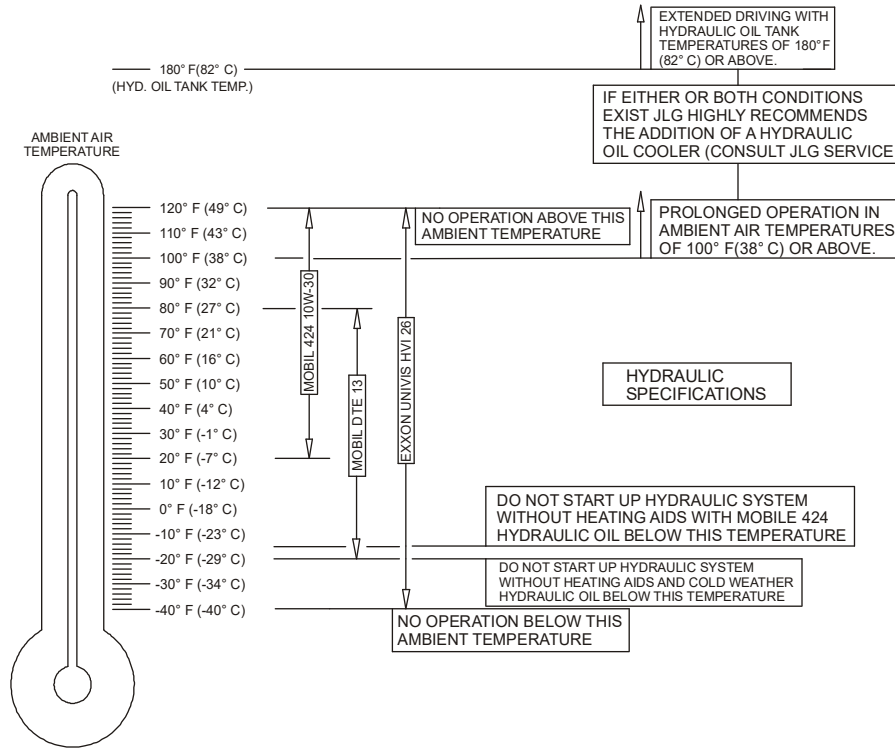 EXTENDED DRIVING WITH
HYDRAULIC OIL TANK
TEMPERATURES OF 180°F
(82° C) OR ABOVE.
180° F(82° C)
(HYD. OIL TANK TEMP.)
IF EITHER OR BOTH CONDITIONS
EXIST JLG HIGHLY RECOMMENDS
THE ADDITION OF A HYDRAULIC
OIL COOLER (CONSULT JLG SERVICE
AMBIENT AIR
TEMPERATURE
120° F (49° C)
110° F (43° C)
100° F (38° C)
90° F (32° C)
80° F (27° C)
70° F (21° C)
60° F (16° C)
50° F (10° C)
40° F (4° C)
30° F (-1° C)
20° F (-7° C)
10° F (-12° C)
0° F (-18° C)
-10° F (-23° C)
-20° F (-29° C)
-30° F (-34° C)
-40° F (-40° C)
MOBIL 424 10W-30
MOBIL DTE 13
EXXON UNIVIS HVI 26
NO OPERATION ABOVE THIS
AMBIENT TEMPERATURE
PROLONGED OPERATION IN
AMBIENT AIR TEMPERATURES
OF 100° F(38° C) OR ABOVE.
HYDRAULIC
SPECIFICATIONS
DO NOT START UP HYDRAULIC SYSTEM
WITHOUT HEATING AIDS WITH MOBILE 424
HYDRAULIC OIL BELOW THIS TEMPERATURE
DO NOT START UP HYDRAULIC SYSTEM
WITHOUT HEATING AIDS AND COLD WEATHER
HYDRAULIC OIL BELOW THIS TEMPERATURE
NO OPERATION BELOW THIS
AMBIENT TEMPERATURE